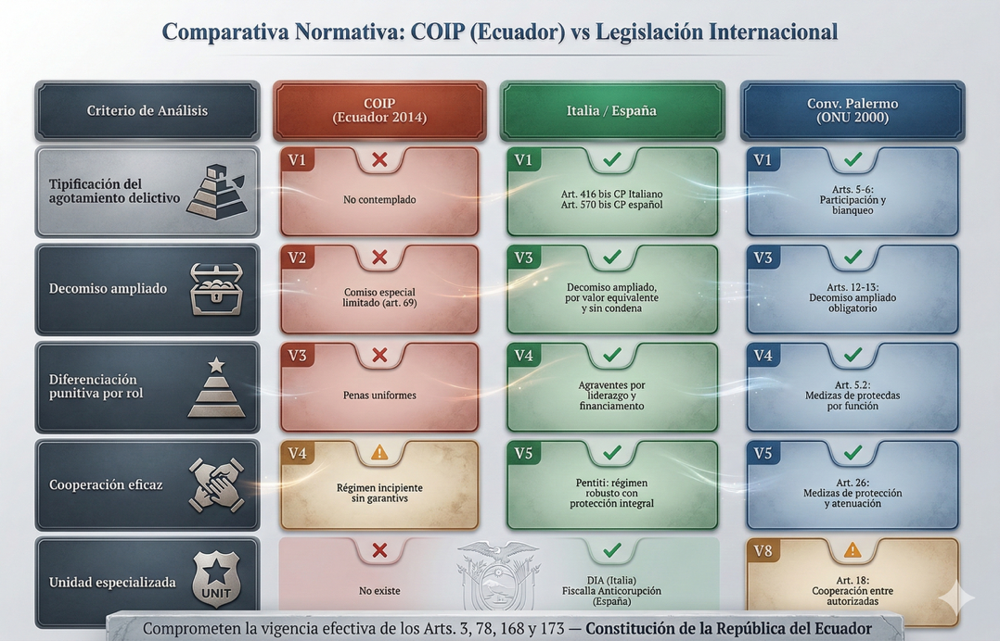 Comparativa Normativa: COIP (Ecuador) vs Legislación Internacional
Criterio de Análisis
COIP
(Ecuador 2014)
Italia / España
Conv. Palermo
(ONU 2000)
Tipificación del
agotamiento delictivo
V1
No contemplado
V1
Art. 416 bis CP Italiano
Art. 570 bis CP español
V1
Arts. 5-6:
Participación y
bianqueo
Decomiso ampliado
V2
Comiso especial
limitado (art. 69)
V3
Decomiso ampliado,
por valor equivalente
y sin condena
V3
Arts. 12-13:
Decomiso ampliado
obligatorio
Diferenciación
punitiva por rol
V3
Penas uniformes
V4
Agraventes por
liderazgo y
financiamento
V4
Art. 5.2:
Medizas de protecdas
por función
Cooperación eficaz
V4
Régimen incipiente
sin garantivs
V5
Pentiti: régimen
robusto con
protección integral
V5
Art. 26:
Medizas de protección
y atenuación
Unidad especializada
UNIT
No existe
DIA (Italia)
Fiscalla Anticorupción
(España)
V8
Art. 18:
Cooperación entre
autorizadas
Comprometen la vigencia efectiva de los Arts. 3, 78, 168 y 173 — Constitución de la República del Ecuador